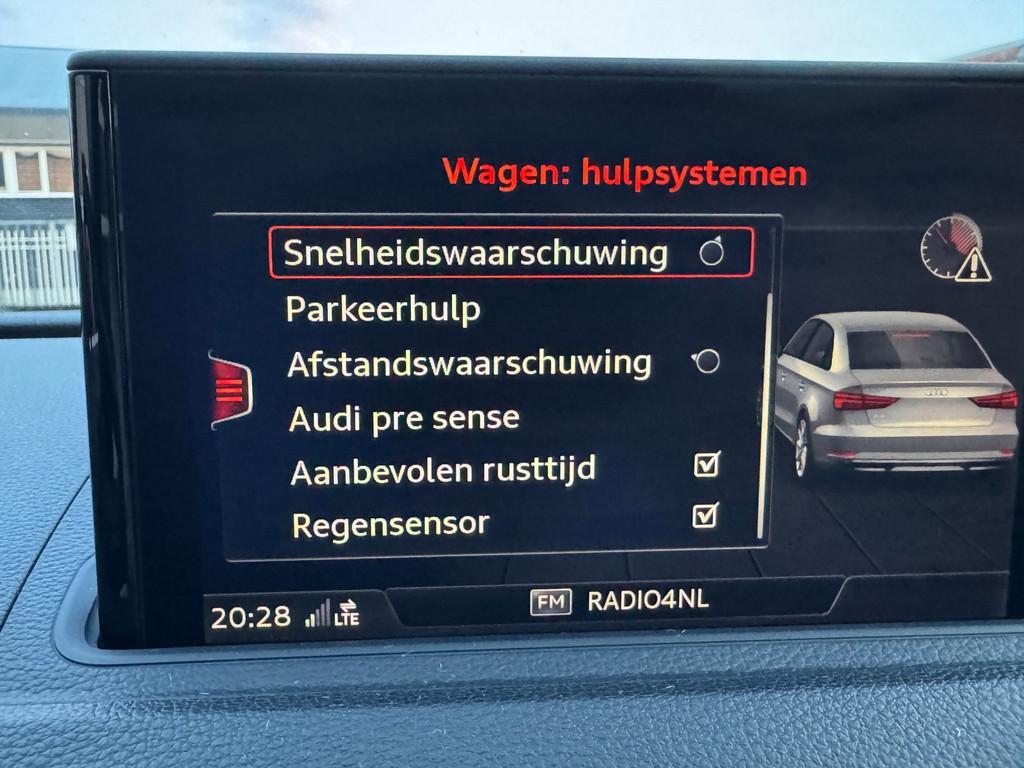 Wagen: hulpsystemen
Snelheidswaarschuwing
Parkeerhulp
Afstandswaarschuwing
Audi pre sense
Aanbevolen rusttijd
Regensensor
20:28 LTE FM RADIO4NL